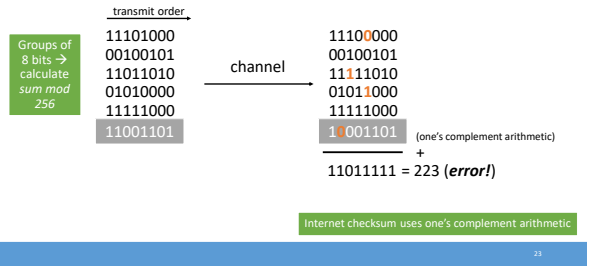 transmit order
Groups of
8 bits →
calculate
sum mod
256
11101000
00100101
11011010
01010000
11111000
11001101
channel
11100000
00100101
11111010
01011000
11111000
10001101
(one's complement arithmetic)
+
11011111 = 223 (error!)
Internet checksum uses one's complement arithmetic
23